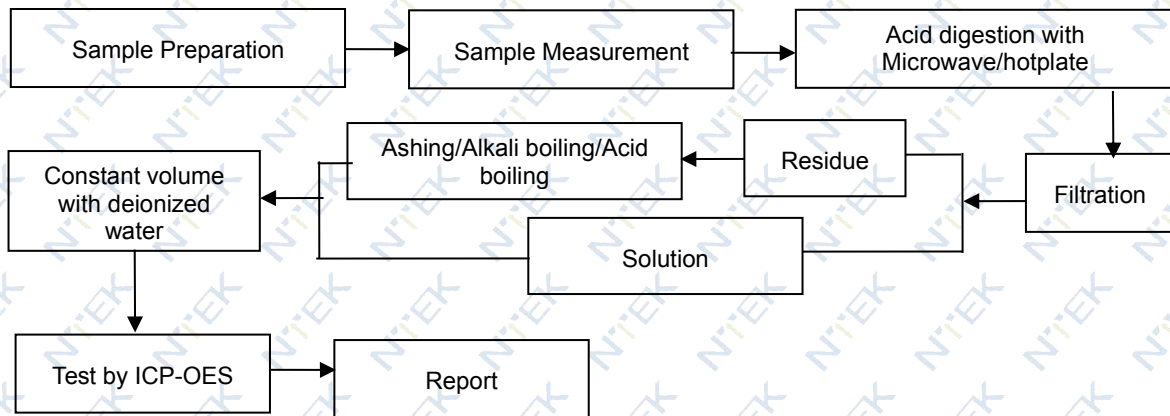 Sample Preparation
Sample Measurement
Acid digestion with
Microwave/hotplate
Filtration
Residue
Ashing/Alkali boiling/Acid
boiling
Solution
Constant volume
with deionized
water
Test by ICP-OES
Report
NTEK